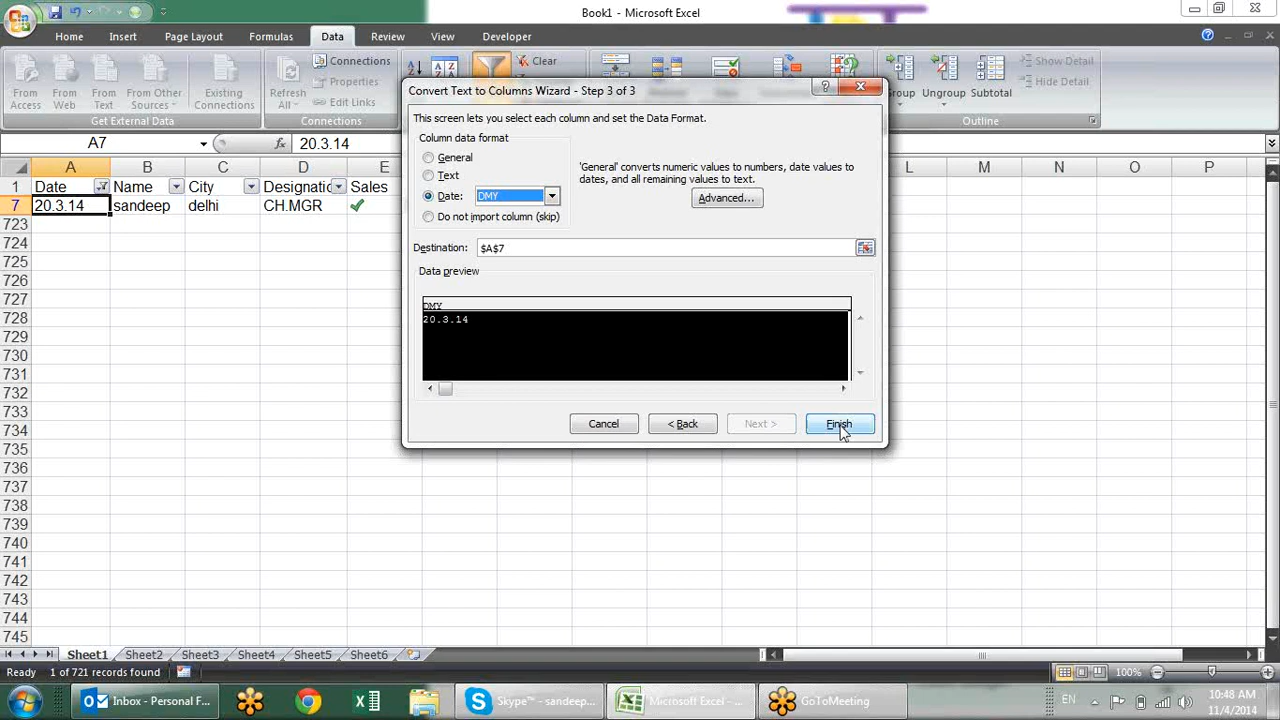 Book1 - Microsoft Excel
Home Insert Page Layout Formulas Data Review View Developer
From Access
From Web
From Text
From Other Sources
Existing Connections
Get External Data
Refresh All
Connections
Properties
Edit Links
Connections
Clear
Group
Ungroup
Subtotal
Show Detail
Hide Detail
Outline
A7 fx 20.3.14
A B C D E L M N O P
1 Date Name City Designatic Sales
7 20.3.14 sandeep delhi CH.MGR
723
724
725
726
727
728
729
730
731
732
733
734
735
736
737
738
739
740
741
742
743
744
745
Convert Text to Columns Wizard - Step 3 of 3
This screen lets you select each column and set the Data Format.
Column data format
General
Text
Date: DMY
Do not import column (skip)
'General' converts numeric values to numbers, date values to
dates, and all remaining values to text.
Advanced...
Destination: $A$7
Data preview
DMY
20.3.14
Cancel < Back Next > Finish
Sheet1 Sheet2 Sheet3 Sheet4 Sheet5 Sheet6
Ready 1 of 721 records found 100%
Inbox - Personal F... Skype™ - sandeep... Microsoft Excel - ... GoToMeeting EN 10:48 AM
11/4/2014